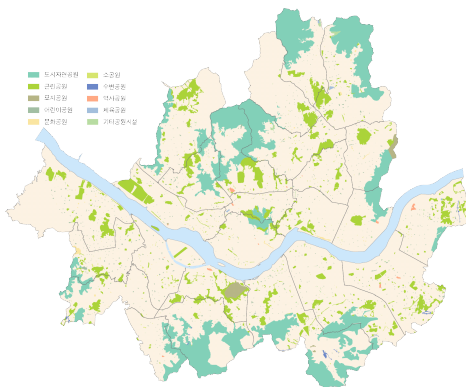 도시자연공원
근린공원
묘지공원
어린이공원
문화공원
소공원
수변공원
역사공원
체육공원
기타공원시설